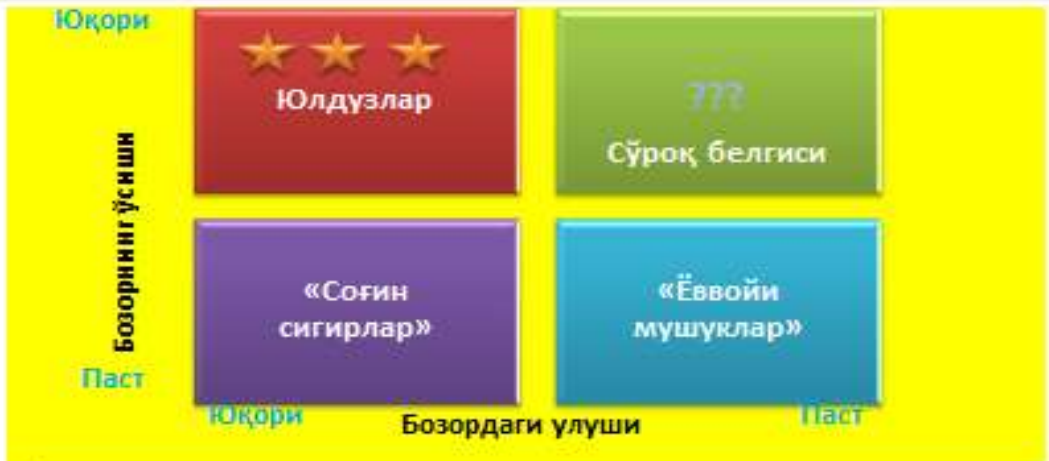 Юқори
Юлдузлар
???
Сўроқ белгиси
Бозорнинг ўсиши
«Соғин
сигирлар»
«Ёввойи
мушуклар»
Паст
Юқори
Бозордаги улуши
Паст